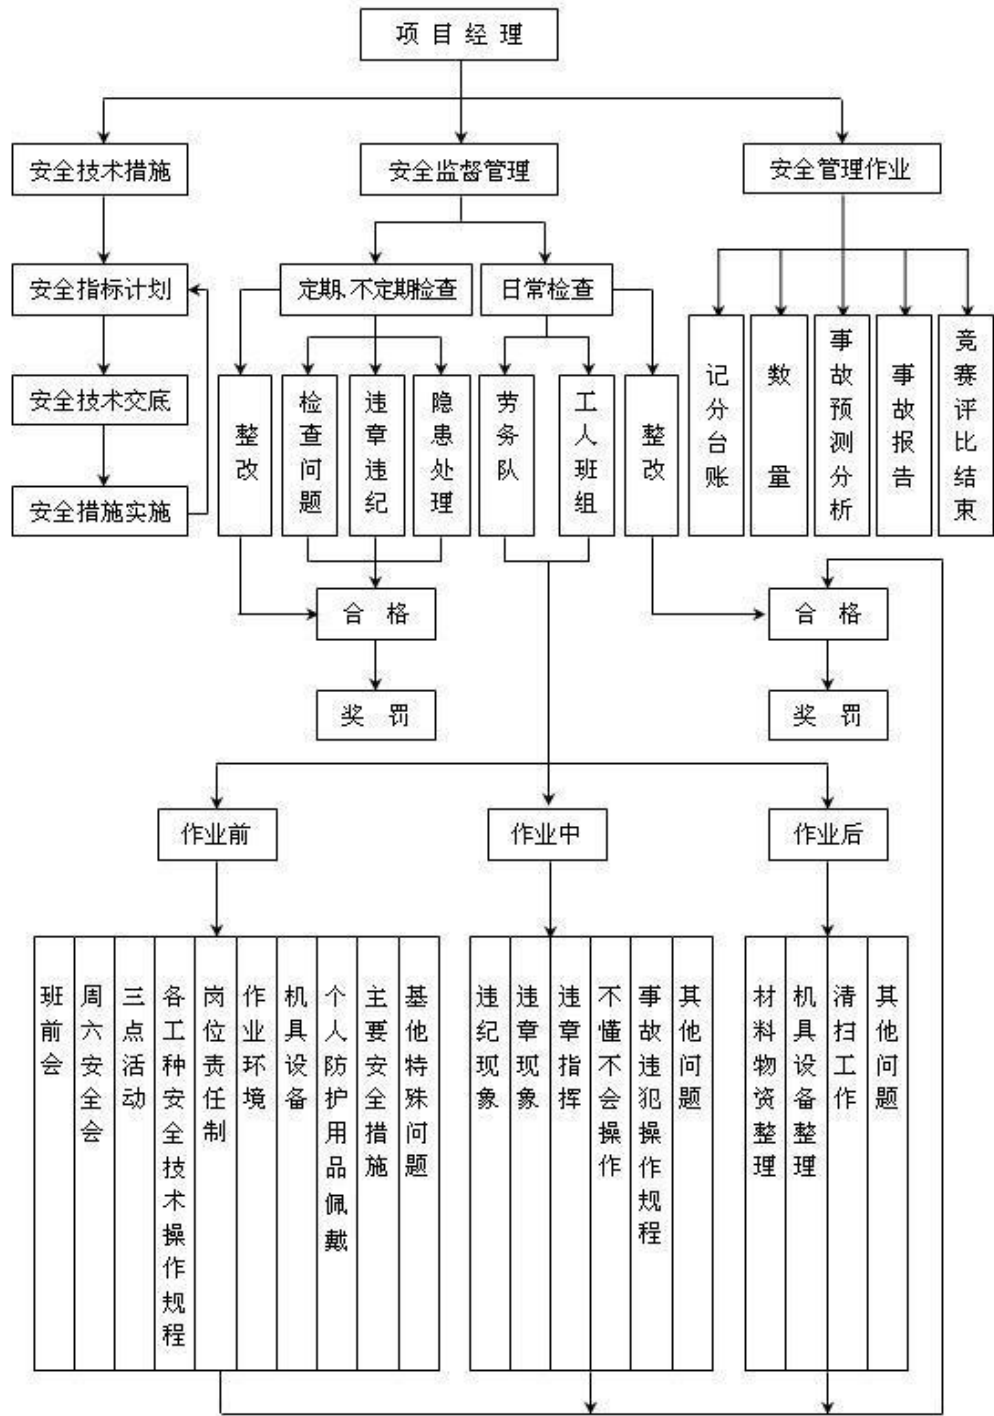 项目经理
安全技术措施
安全监督管理
安全管理作业
安全指标计划
定期、不定期检查
日常检查
安全技术交底
安全措施实施
整改
检查问题
违章违纪
隐患处理
劳务队
工人班组
整改
记分台账
数量
事故预测分析
事故报告
竞赛评比结束
合格
合格
奖罚
奖罚
作业前
作业中
作业后
班前会
周六安全会
三点活动
各工种安全技术操作规程
岗位责任制
作业环境
机具设备
个人防护用品佩戴
主要安全措施
基他特殊问题
违纪现象
违章现象
违章指挥
不懂不会操作
事故违犯操作规程
其他问题
材料物资整理
机具设备整理
清扫工作
其他问题